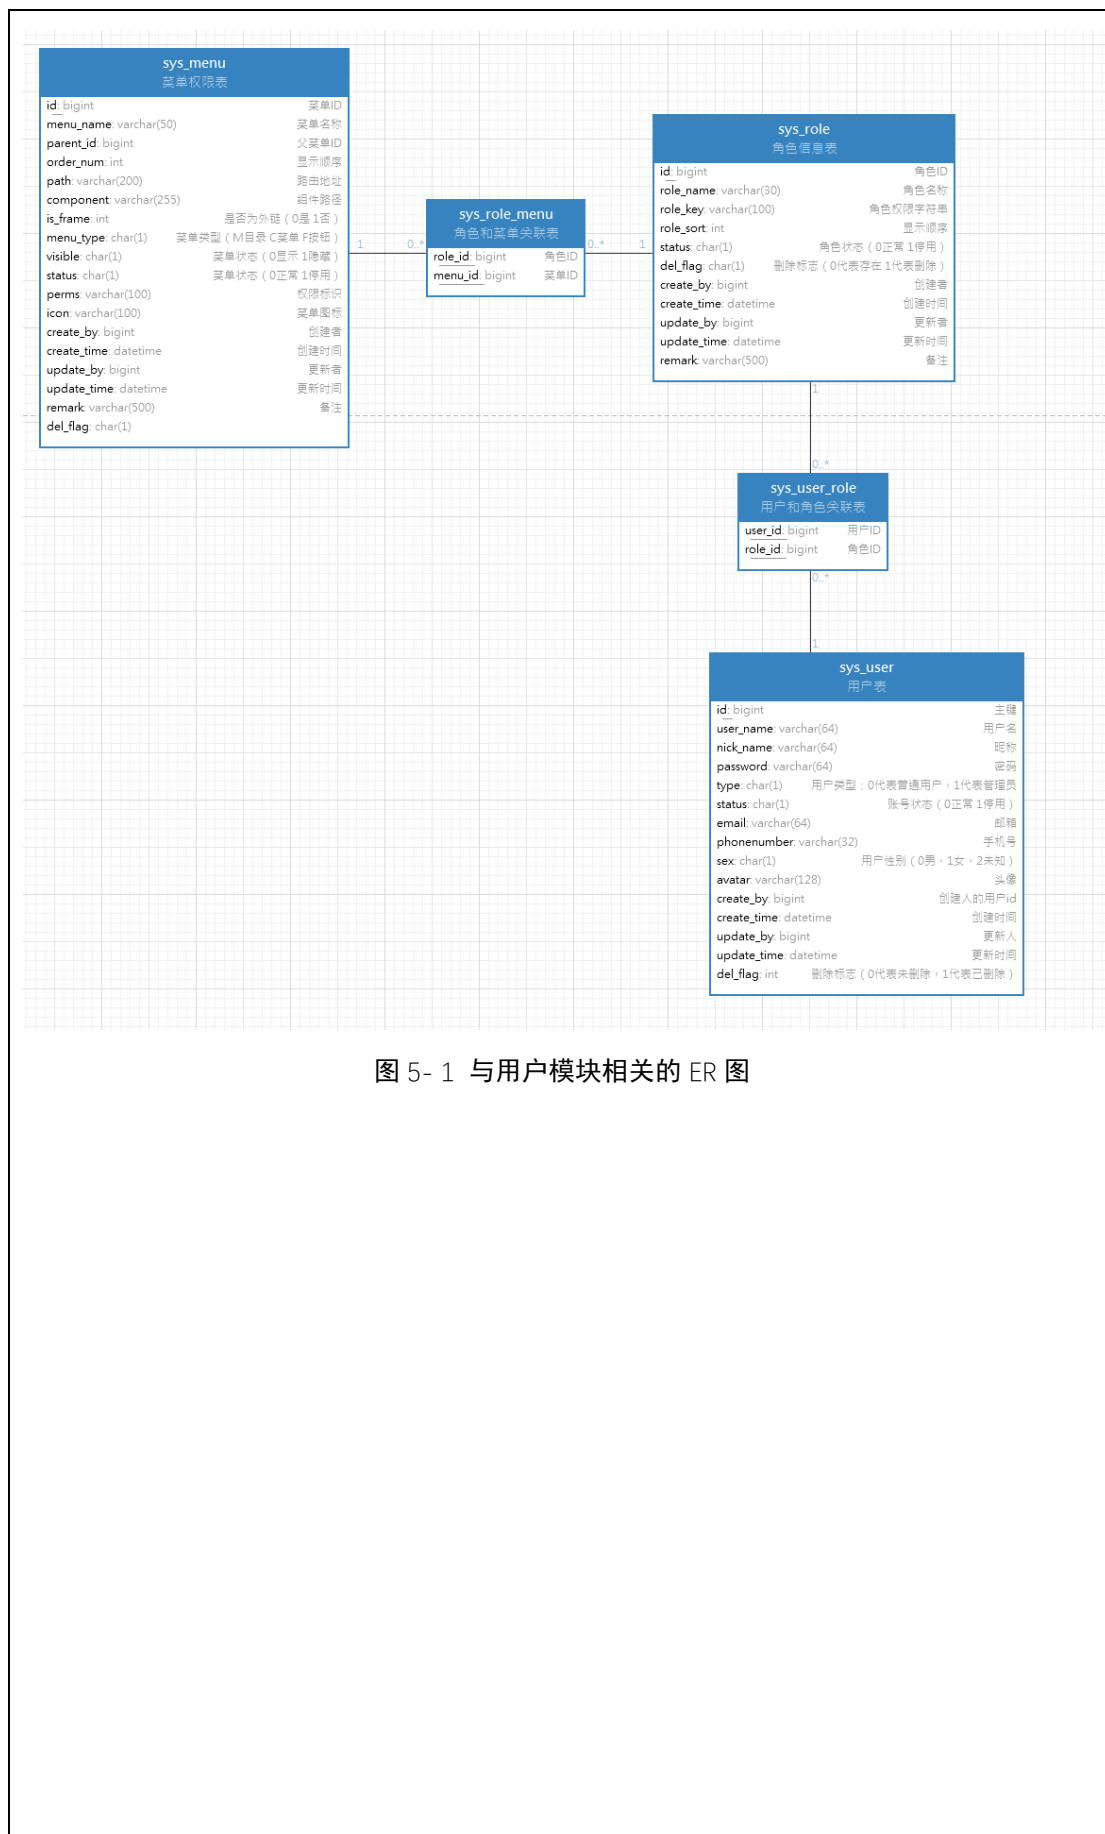 sys_menu
菜单权限表
id: bigint 菜单ID
menu_name: varchar(50) 菜单名称
parent_id: bigint 父菜单ID
order_num: int 显示顺序
path: varchar(200) 路由地址
component: varchar(255) 组件路径
is_frame: int 是否为外链（0是 1否）
menu_type: char(1) 菜单类型（M目录 C菜单 F按钮）
visible: char(1) 菜单状态（0显示 1隐藏）
status: char(1) 菜单状态（0正常 1停用）
perms: varchar(100) 权限标识
icon: varchar(100) 菜单图标
create_by: bigint 创建者
create_time: datetime 创建时间
update_by: bigint 更新者
update_time: datetime 更新时间
remark: varchar(500) 备注
del_flag: char(1)
1
0..*
sys_role_menu
角色和菜单关联表
role_id: bigint 角色ID
menu_id: bigint 菜单ID
0..*
1
sys_role
角色信息表
id: bigint 角色ID
role_name: varchar(30) 角色名称
role_key: varchar(100) 角色权限字符串
role_sort: int 显示顺序
status: char(1) 角色状态（0正常 1停用）
del_flag: char(1) 删除标志（0代表存在 1代表删除）
create_by: bigint 创建者
create_time: datetime 创建时间
update_by: bigint 更新者
update_time: datetime 更新时间
remark: varchar(500) 备注
1
0..*
sys_user_role
用户和角色关联表
user_id: bigint 用户ID
role_id: bigint 角色ID
0..*
1
sys_user
用户表
id: bigint 主键
user_name: varchar(64) 用户名
nick_name: varchar(64) 昵称
password: varchar(64) 密码
type: char(1) 用户类型：0代表普通用户，1代表管理员
status: char(1) 账号状态（0正常 1停用）
email: varchar(64) 邮箱
phonenumber: varchar(32) 手机号
sex: char(1) 用户性别（0男，1女，2未知）
avatar: varchar(128) 头像
create_by: bigint 创建人的用户id
create_time: datetime 创建时间
update_by: bigint 更新人
update_time: datetime 更新时间
del_flag: int 删除标志（0代表未删除，1代表已删除）
图 5- 1 与用户模块相关的 ER 图